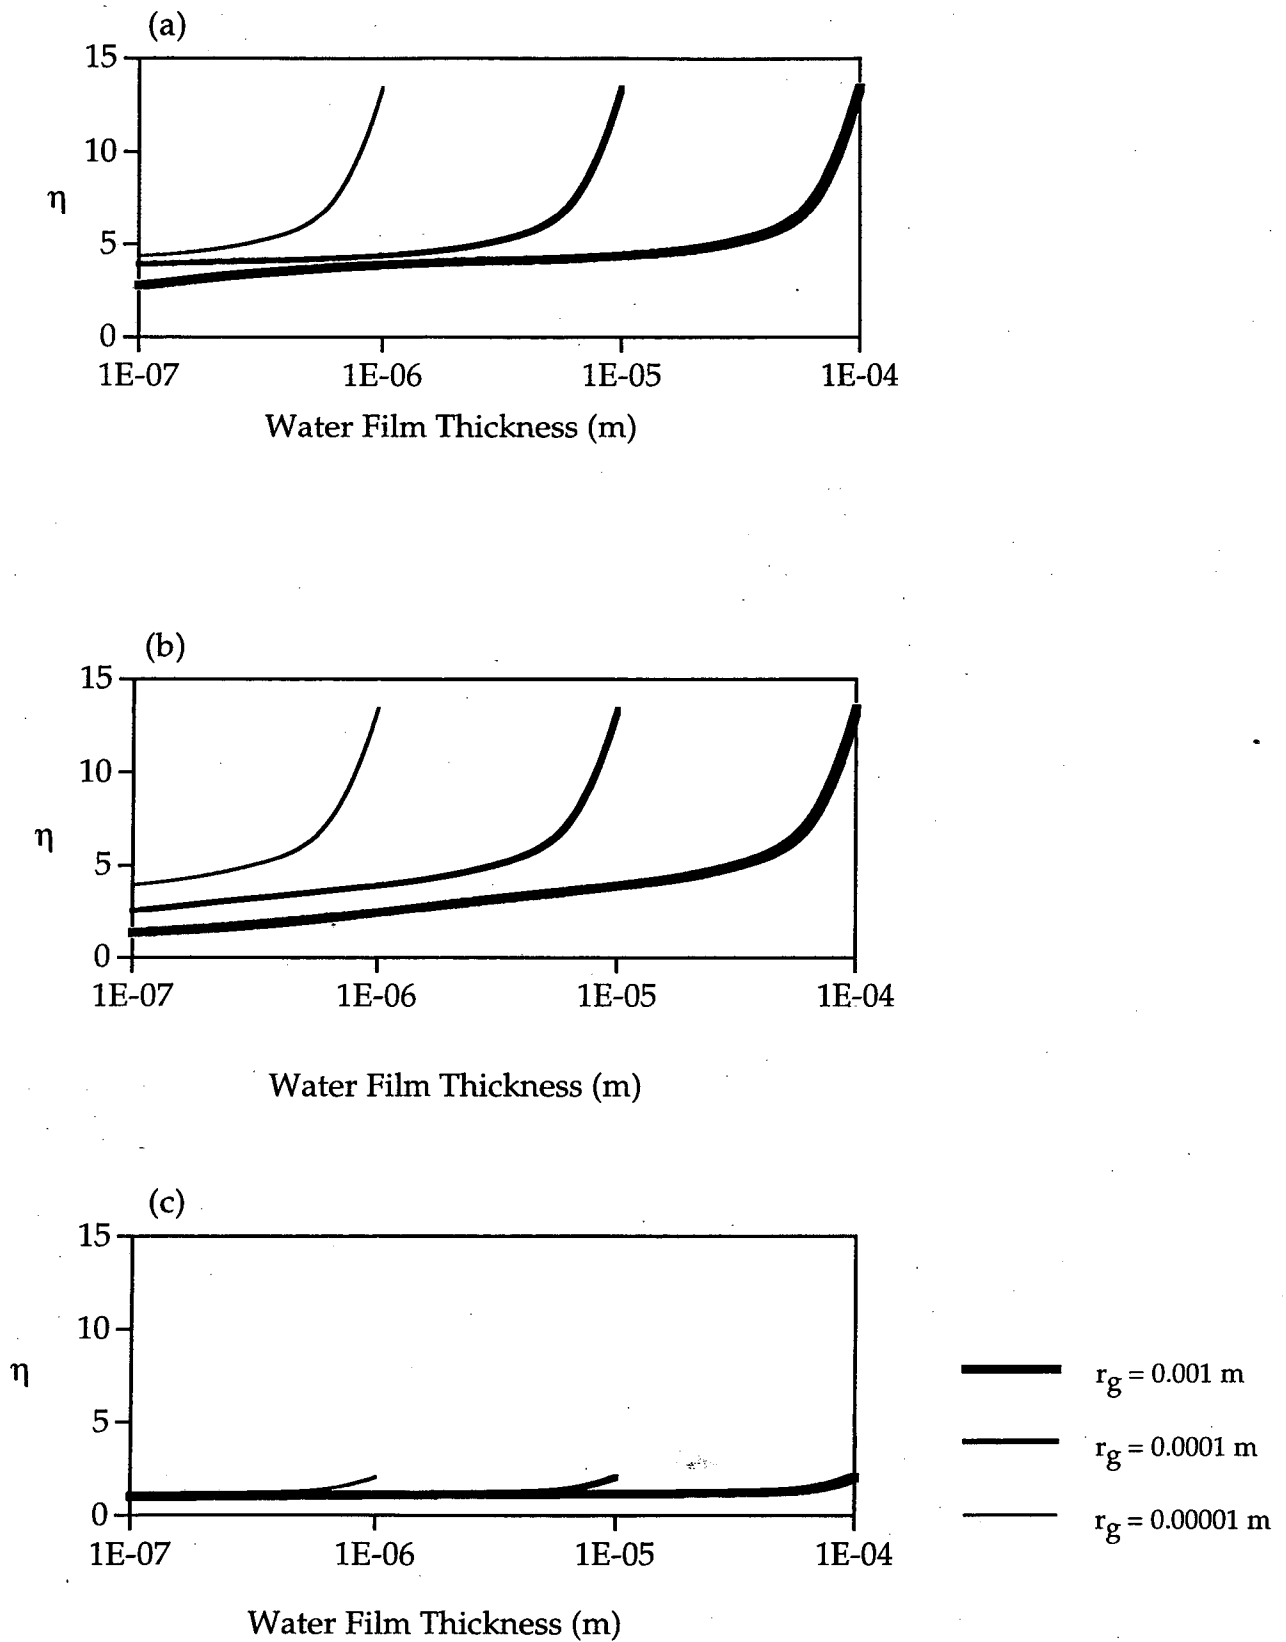 (a)
15
10
η
5
0
1E-07 1E-06 1E-05 1E-04
Water Film Thickness (m)
(b)
15
10
η
5
0
1E-07 1E-06 1E-05 1E-04
Water Film Thickness (m)
(c)
15
10
η
5
0
1E-07 1E-06 1E-05 1E-04
Water Film Thickness (m)
rg = 0.001 m
rg = 0.0001 m
rg = 0.00001 m